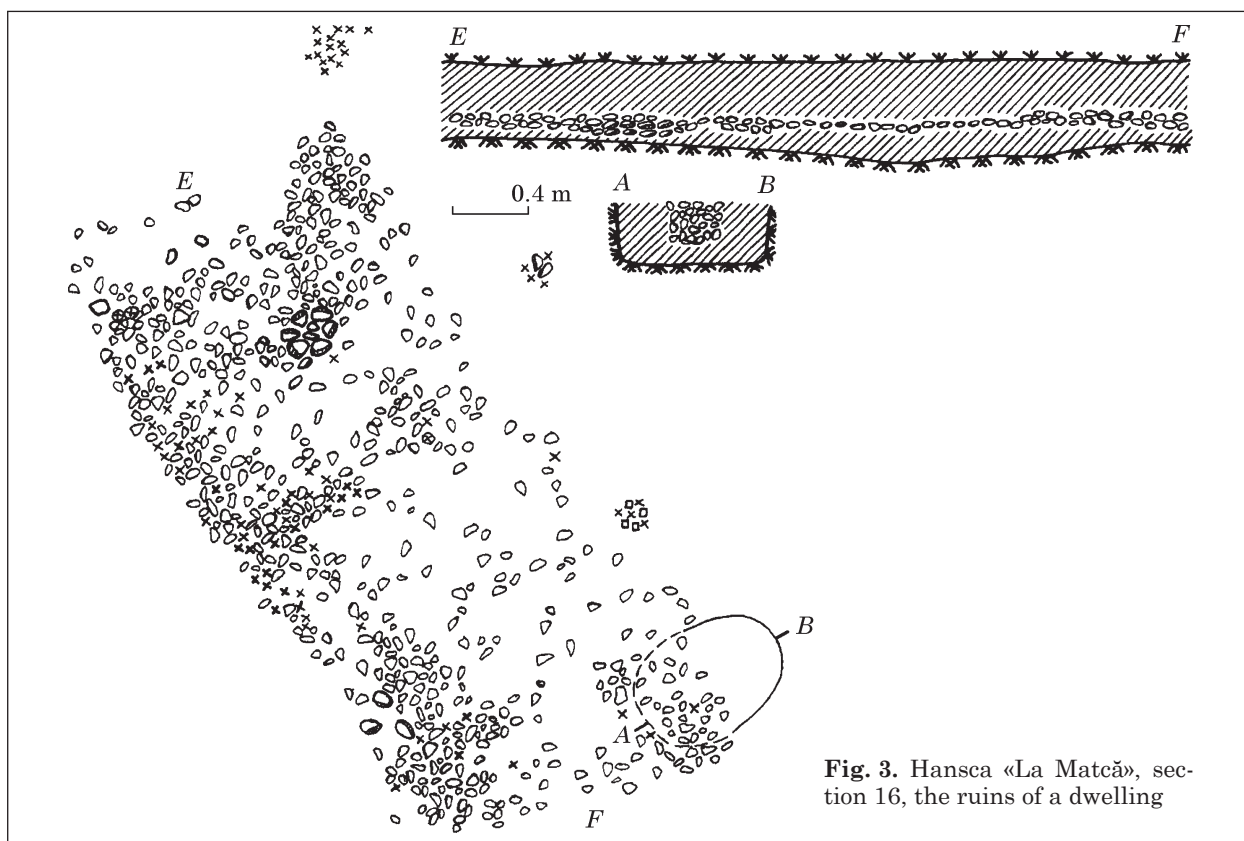 E
F
E
0.4 m
A
B
B
A
F
Fig. 3. Hansca «La Matcă», sec-
tion 16, the ruins of a dwelling